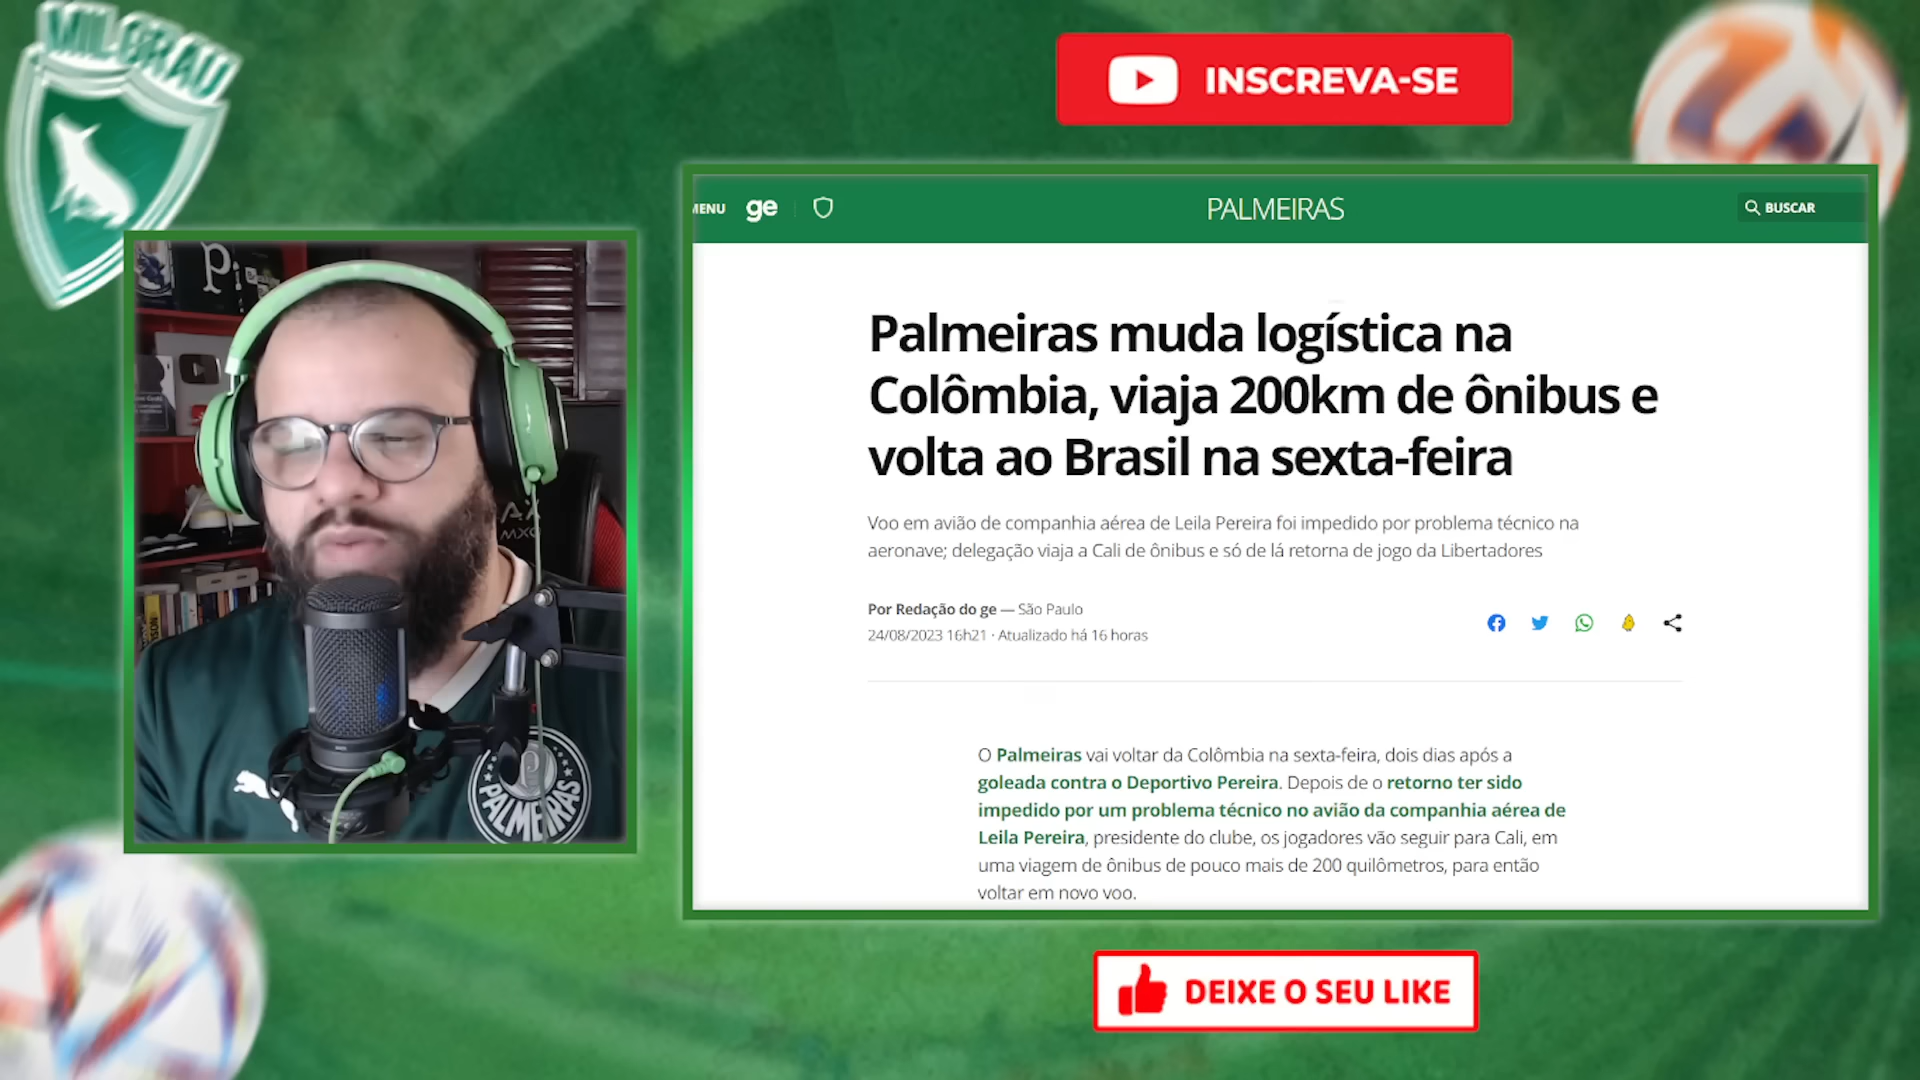 MILGRAU
INSCREVA-SE
MENU ge PALMEIRAS BUSCAR
Palmeiras muda logística na
Colômbia, viaja 200km de ônibus e
volta ao Brasil na sexta-feira
Voo em avião de companhia aérea de Leila Pereira foi impedido por problema técnico na
aeronave; delegação viaja a Cali de ônibus e só de lá retorna de jogo da Libertadores
Por Redação do ge — São Paulo
24/08/2023 16h21 · Atualizado há 16 horas
O Palmeiras vai voltar da Colômbia na sexta-feira, dois dias após a
goleada contra o Deportivo Pereira. Depois de o retorno ter sido
impedido por um problema técnico no avião da companhia aérea de
Leila Pereira, presidente do clube, os jogadores vão seguir para Cali, em
uma viagem de ônibus de pouco mais de 200 quilômetros, para então
voltar em novo voo.
PALMEIRAS
DEIXE O SEU LIKE